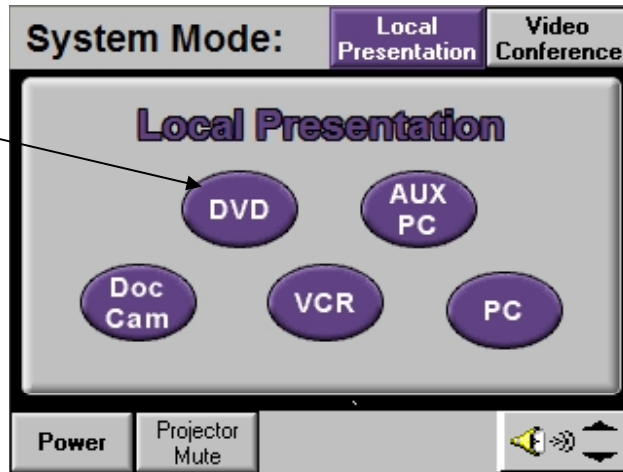 System Mode:
Local
Presentation
Video
Conference
Local Presentation
DVD
AUX
PC
Doc
Cam
VCR
PC
Power
Projector
Mute